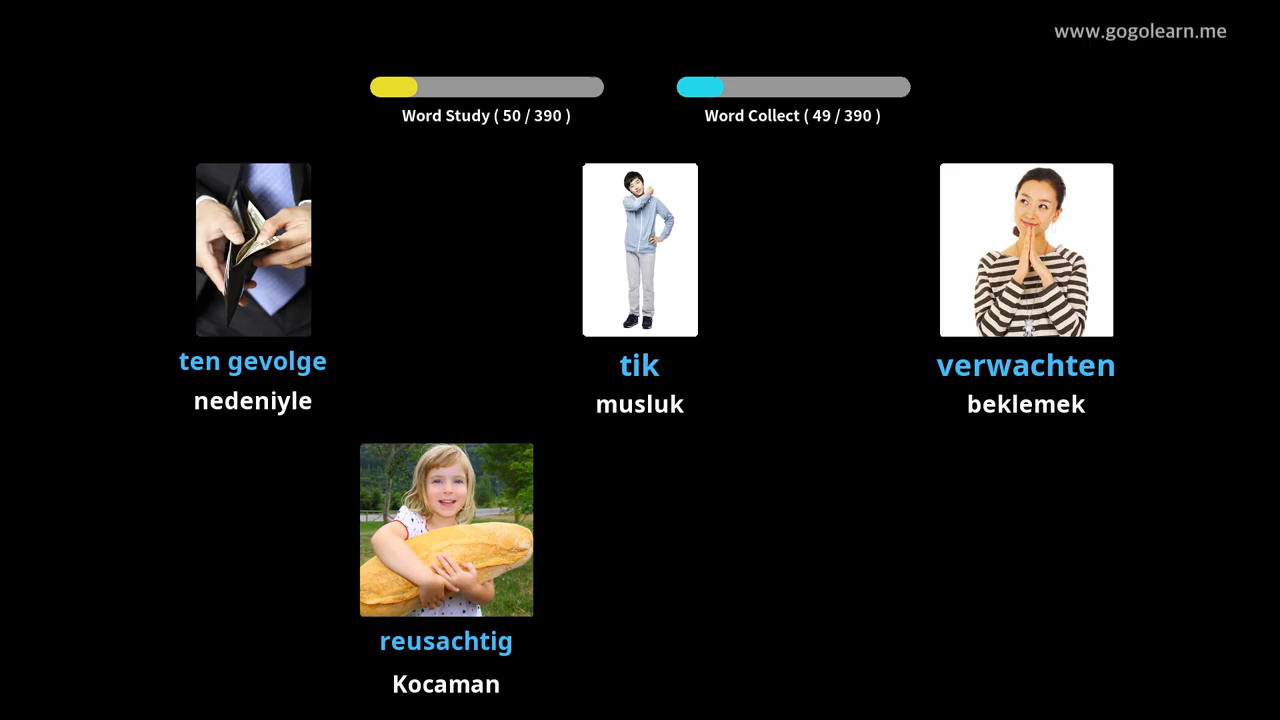 www.gogolearn.me
Word Study ( 50 / 390 )
Word Collect ( 49 / 390 )
ten gevolge
nedeniyle
tik
musluk
verwachten
beklemek
reusachtig
Kocaman